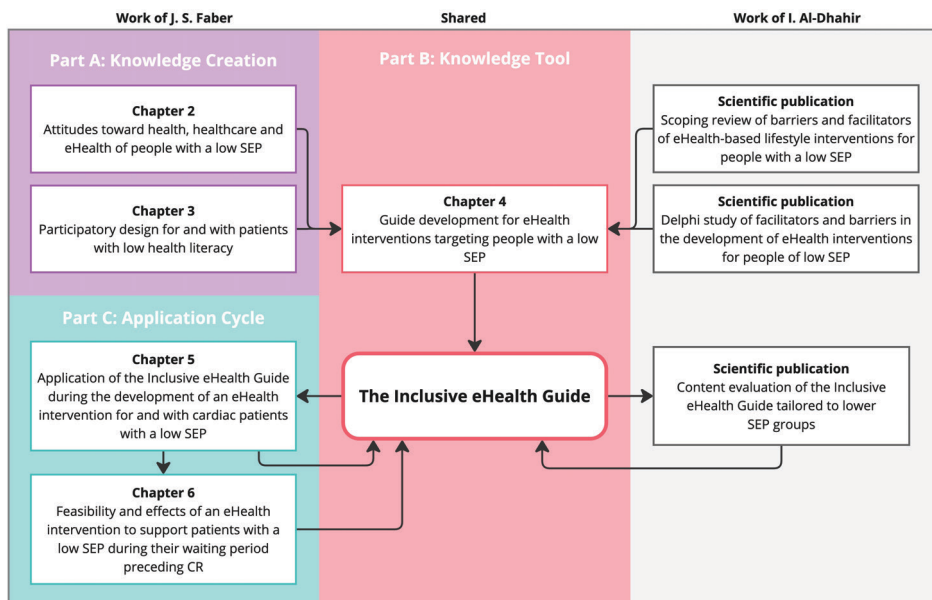 Work of J. S. Faber
Shared
Work of I. Al-Dhahir
Part A: Knowledge Creation
Part B: Knowledge Tool
Chapter 2
Attitudes toward health, healthcare and
eHealth of people with a low SEP
Chapter 3
Participatory design for and with patients
with low health literacy
Chapter 4
Guide development for eHealth
interventions targeting people with a low
SEP
Scientific publication
Scoping review of barriers and facilitators
of eHealth-based lifestyle interventions for
people with a low SEP
Scientific publication
Delphi study of facilitators and barriers in
the development of eHealth interventions
for people of low SEP
Part C: Application Cycle
Chapter 5
Application of the Inclusive eHealth Guide
during the development of an eHealth
intervention for and with cardiac patients
with a low SEP
The Inclusive eHealth Guide
Scientific publication
Content evaluation of the Inclusive
eHealth Guide tailored to lower
SEP groups
Chapter 6
Feasibility and effects of an eHealth
intervention to support patients with a
low SEP during their waiting period
preceding CR